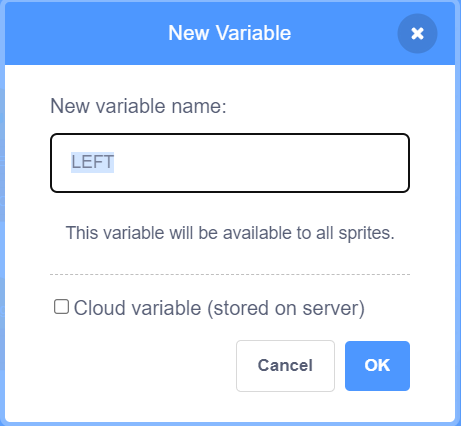 New Variable
New variable name:
LEFT
This variable will be available to all sprites.
Cloud variable (stored on server)
Cancel
OK